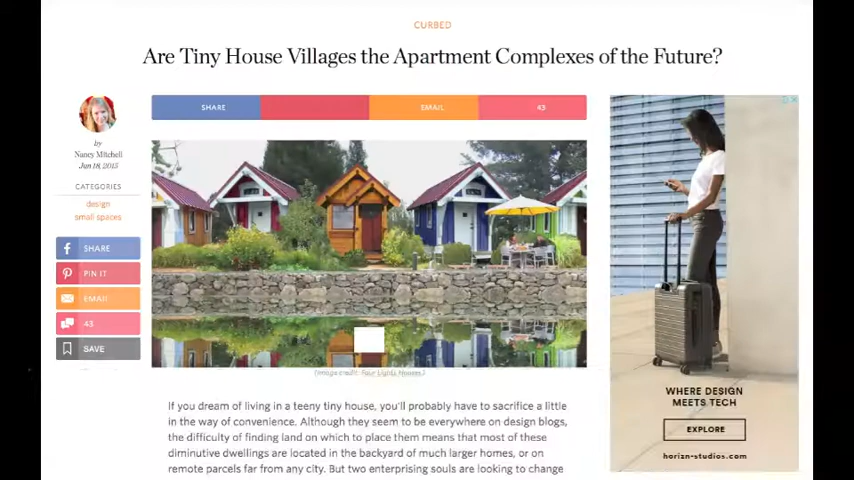 CURBED
Are Tiny House Villages the Apartment Complexes of the Future?
by
Nancy Mitchell
Jun 18, 2015
CATEGORIES
design
small spaces
SHARE
PIN IT
EMAIL
43
SAVE
SHARE
EMAIL
43
(Image credit: Four Lights Houses)
If you dream of living in a teeny tiny house, you'll probably have to sacrifice a little
in the way of convenience. Although they seem to be everywhere on design blogs,
the difficulty of finding land on which to place them means that most of these
diminutive dwellings are located in the backyard of much larger homes, or on
remote parcels far from any city. But two enterprising souls are looking to change
WHERE DESIGN
MEETS TECH
EXPLORE
horizn-studios.com